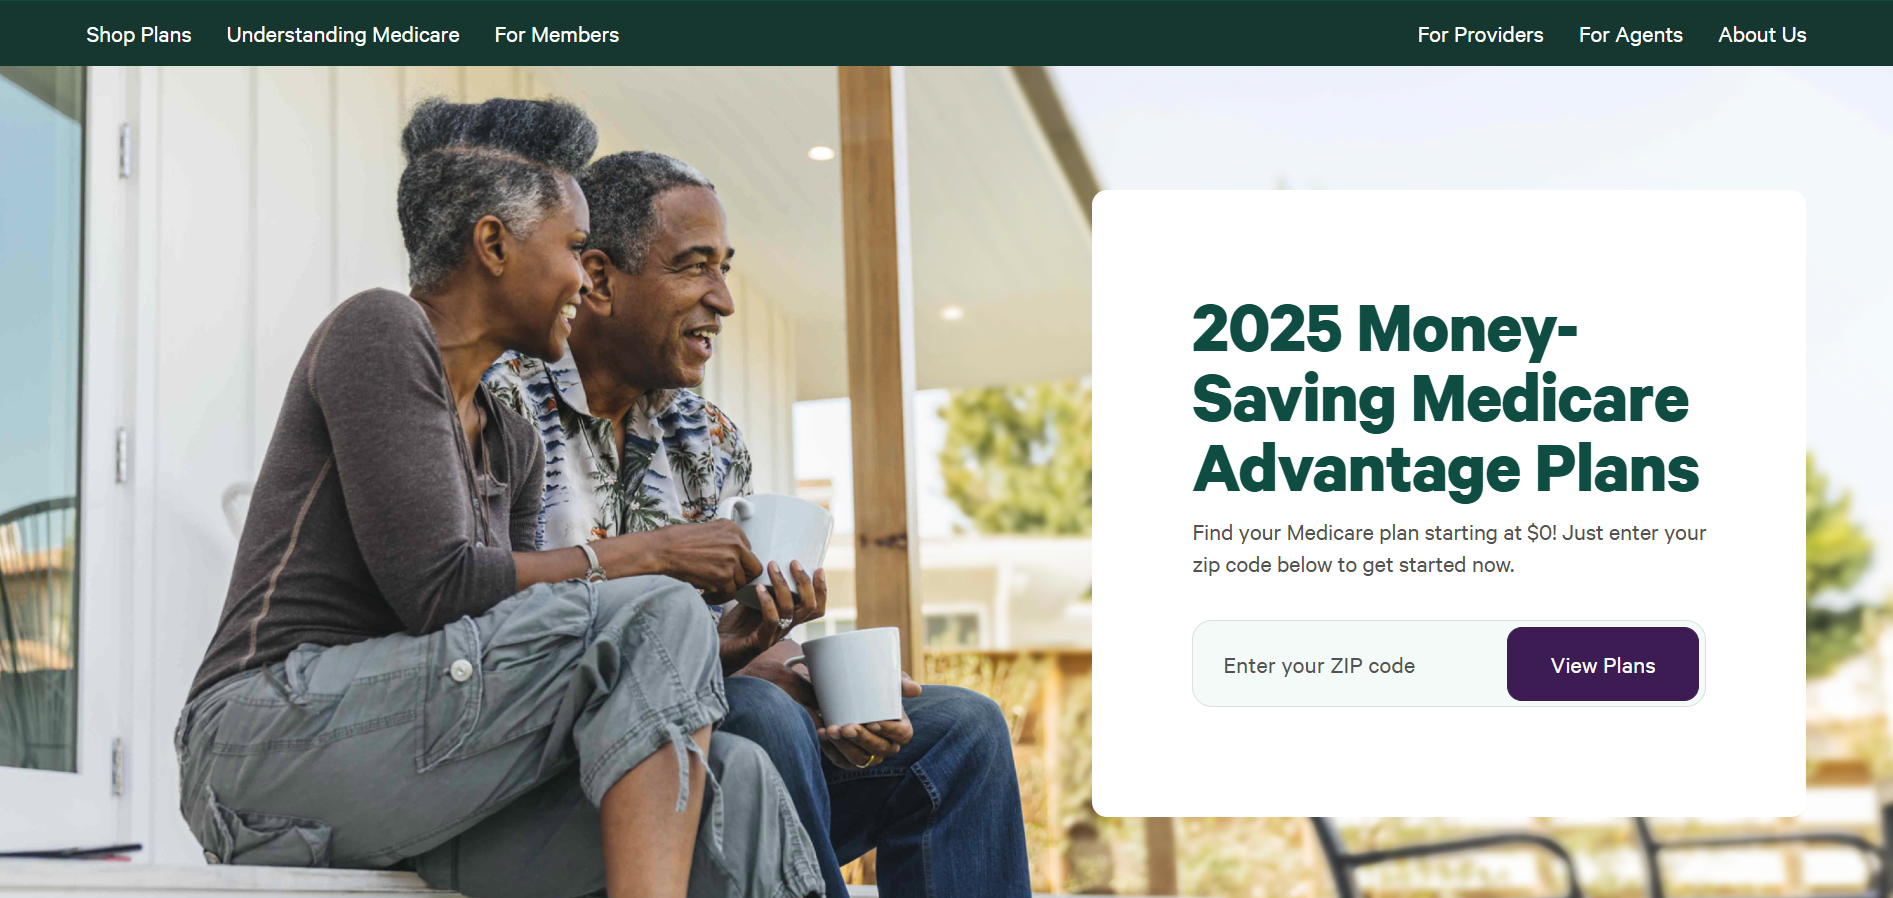 Shop Plans Understanding Medicare For Members For Providers For Agents About Us
2025 Money-
Saving Medicare
Advantage Plans
Find your Medicare plan starting at $0! Just enter your
zip code below to get started now.
Enter your ZIP code View Plans